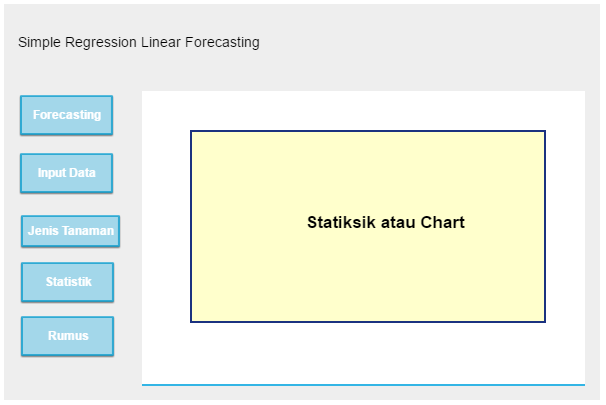 Simple Regression Linear Forecasting
Forecasting
Input Data
Jenis Tanaman
Statistik
Rumus
Statiksik atau Chart